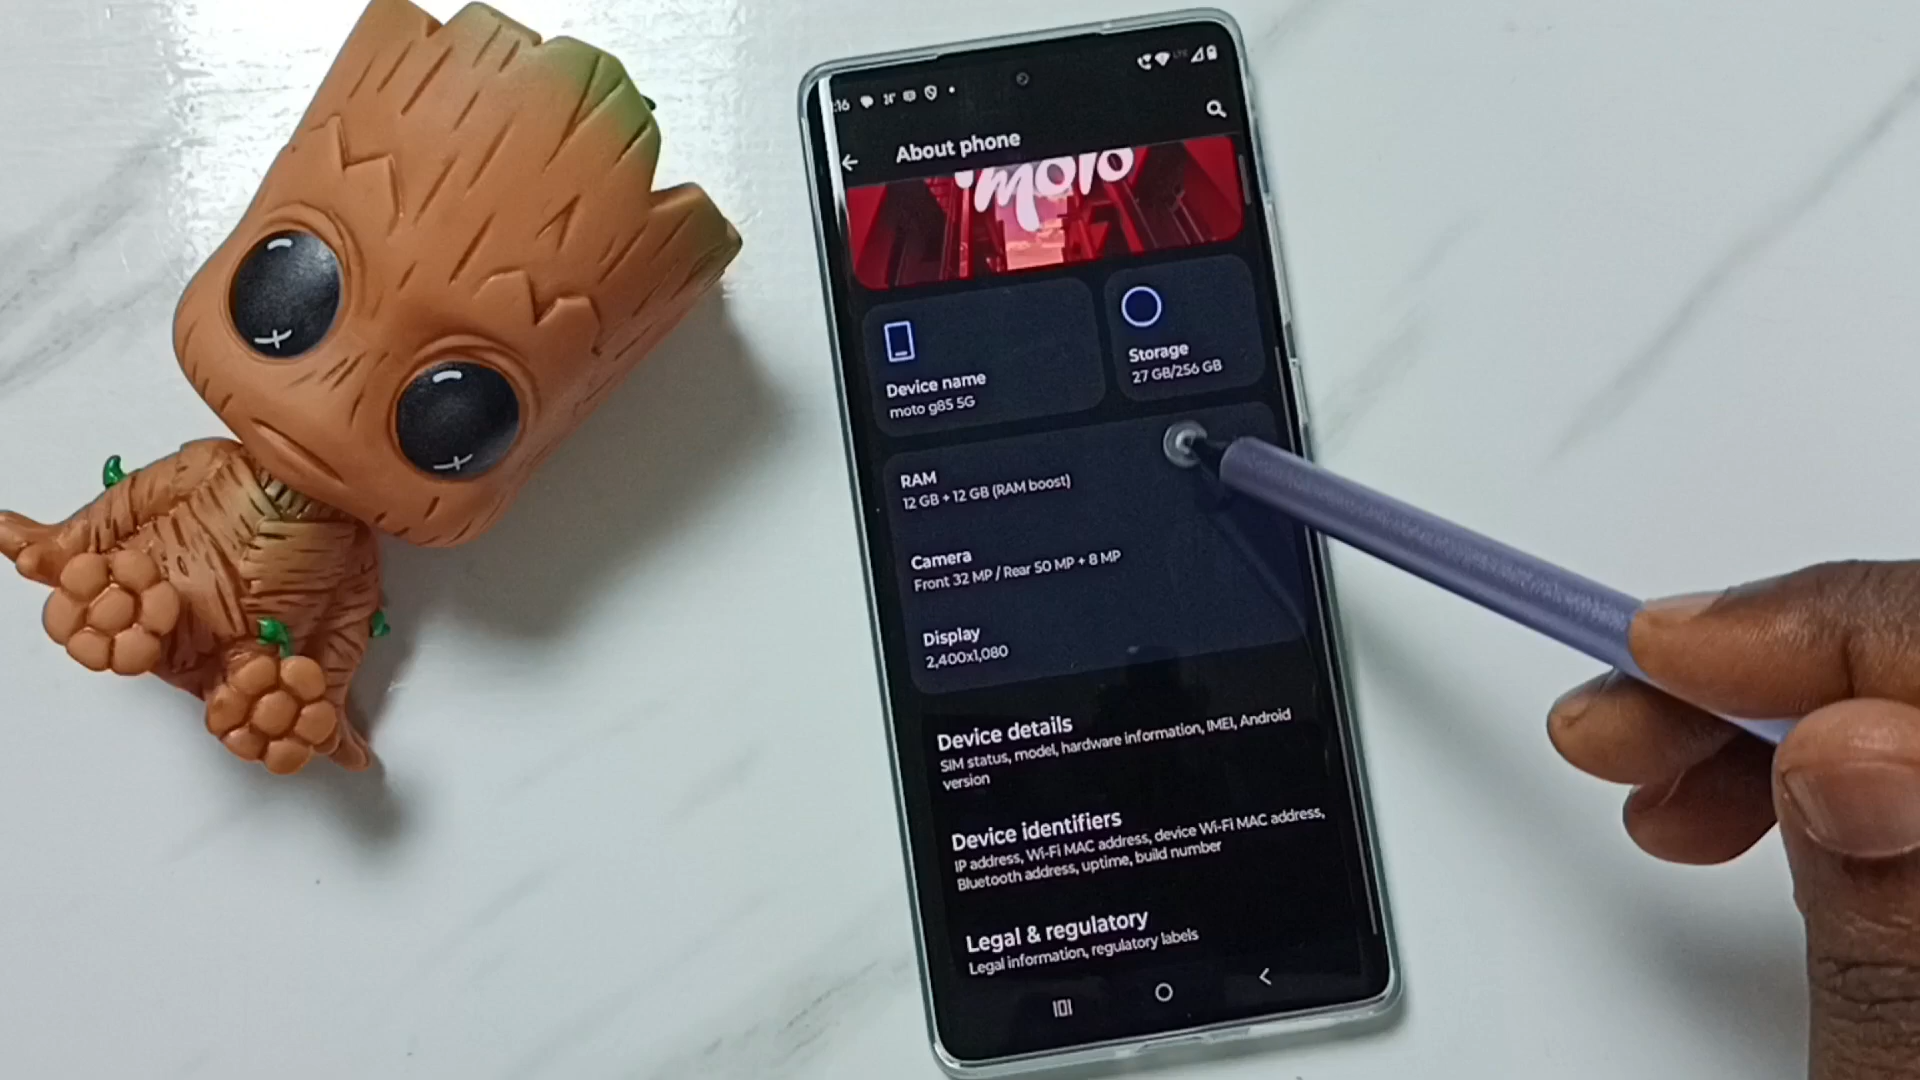 :16
LTE
About phone
moto
Device name
moto g85 5G
Storage
27 GB/256 GB
RAM
12 GB + 12 GB (RAM boost)
Camera
Front 32 MP / Rear 50 MP + 8 MP
Display
2,400x1,080
Device details
SIM status, model, hardware information, IMEI, Android
version
Device identifiers
IP address, Wi-Fi MAC address, device Wi-Fi MAC address,
Bluetooth address, uptime, build number
Legal & regulatory
Legal information, regulatory labels